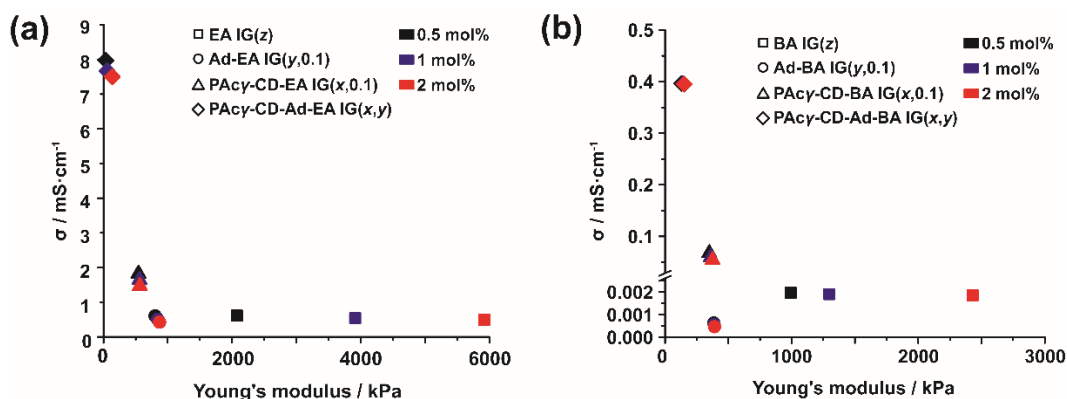 (a)
EA IG(z)
Ad-EA IG(y,0.1)
PAcγ-CD-EA IG(x,0.1)
PAcγ-CD-Ad-EA IG(x,y)
0.5 mol%
1 mol%
2 mol%
9
8
7
6
5
4
3
2
1
0
σ / mS·cm⁻¹
0
2000
4000
6000
Young's modulus / kPa
(b)
BA IG(z)
Ad-BA IG(y,0.1)
PAcγ-CD-BA IG(x,0.1)
PAcγ-CD-Ad-BA IG(x,y)
0.5 mol%
1 mol%
2 mol%
0.5
0.4
0.3
0.2
0.1
0.002
0.001
0.000
σ / mS·cm⁻¹
0
1000
2000
3000
Young's modulus / kPa